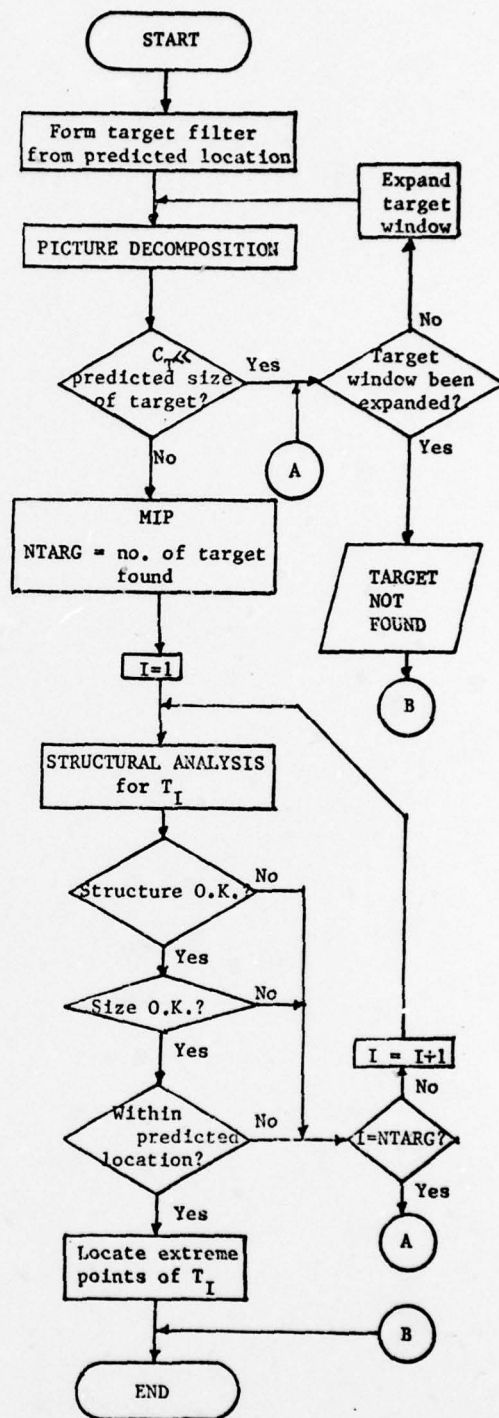 START
Form target filter
from predicted location
Expand
target
window
PICTURE DECOMPOSITION
No
C_T≪
predicted size
of target?
Yes
Target
window been
expanded?
No
A
Yes
MIP
NTARG = no. of target
found
TARGET
NOT
FOUND
B
I=1
STRUCTURAL ANALYSIS
for T_I
Structure O.K.?
No
Yes
Size O.K.?
No
Yes
I = I+1
No
Within
predicted
location?
No
I=NTARG?
Yes
Yes
A
Locate extreme
points of T_I
B
END